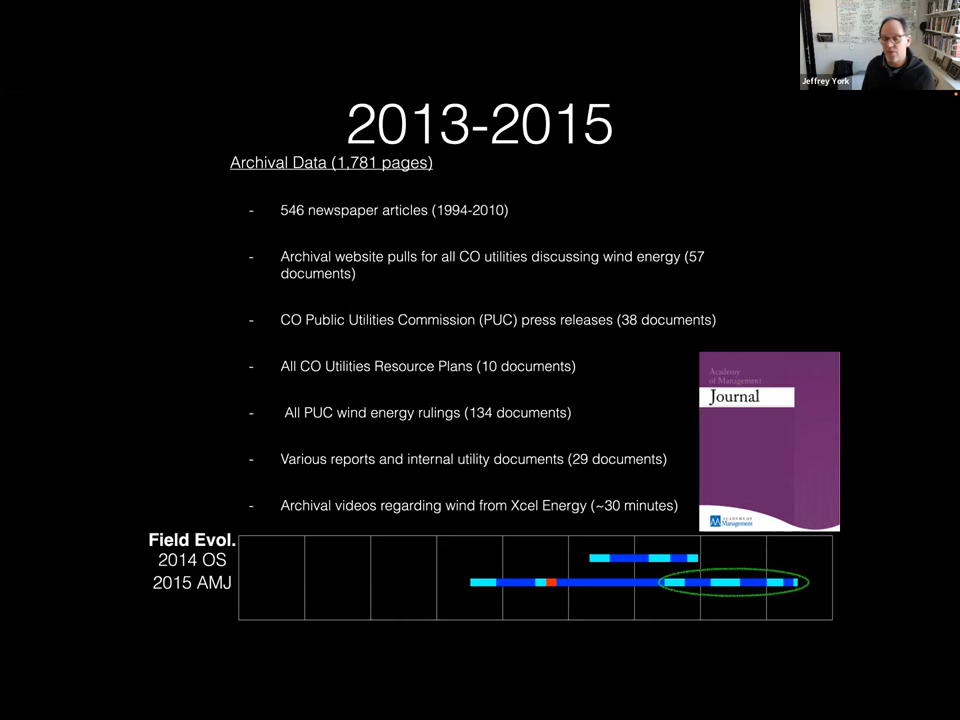 Jeffrey York
2013-2015
Archival Data (1,781 pages)
- 546 newspaper articles (1994-2010)
- Archival website pulls for all CO utilities discussing wind energy (57
documents)
- CO Public Utilities Commission (PUC) press releases (38 documents)
- All CO Utilities Resource Plans (10 documents)
- All PUC wind energy rulings (134 documents)
- Various reports and internal utility documents (29 documents)
- Archival videos regarding wind from Xcel Energy (~30 minutes)
Academy
of Management
Journal
ACADEMY OF
Management
Field Evol.
2014 OS
2015 AMJ